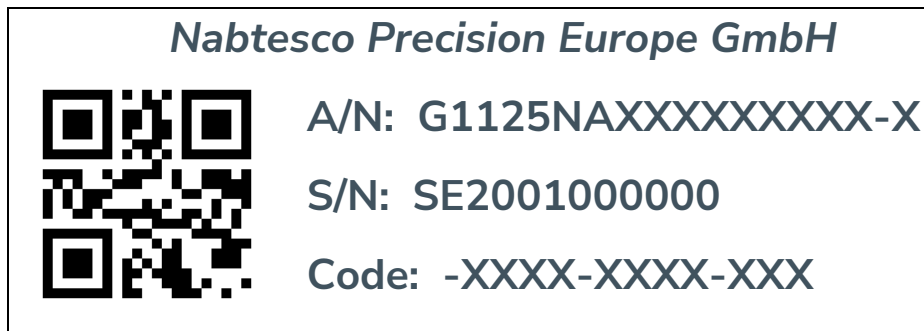 Nabtesco Precision Europe GmbH
A/N: G1125NAXXXXXXXXX-X
S/N: SE2001000000
Code: -XXXX-XXXX-XXX